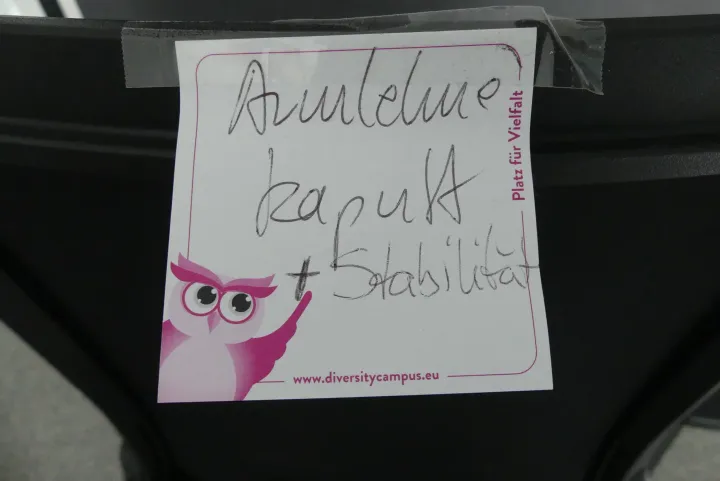 Armlehne
kaputt
+ Stabilität
Platz für Vielfalt
www.diversitycampus.eu